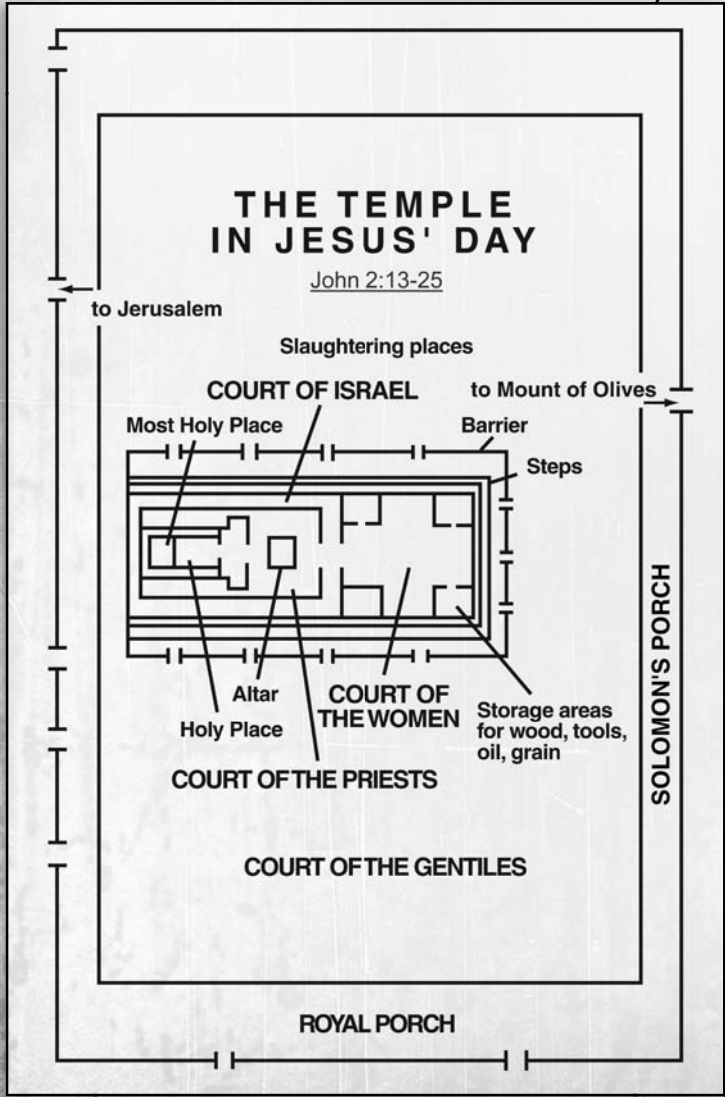 THE TEMPLE
IN JESUS' DAY
John 2:13-25
to Jerusalem
Slaughtering places
COURT OF ISRAEL
to Mount of Olives
Most Holy Place
Barrier
Steps
SOLOMON'S PORCH
Altar
Holy Place
COURT OF
THE WOMEN
Storage areas
for wood, tools,
oil, grain
COURT OF THE PRIESTS
COURT OF THE GENTILES
ROYAL PORCH